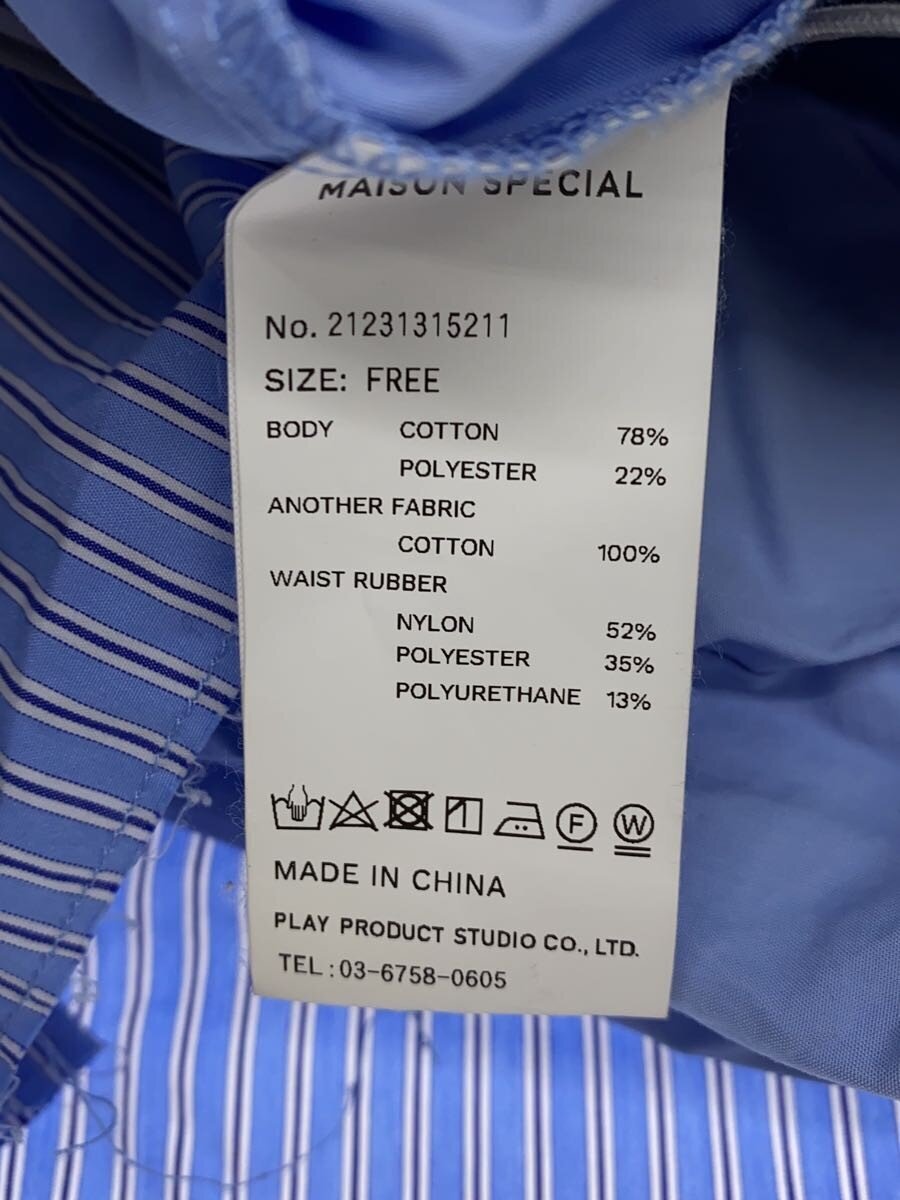 MAISON SPECIAL
No. 21231315211
SIZE: FREE
BODY COTTON 78%
POLYESTER 22%
ANOTHER FABRIC
COTTON 100%
WAIST RUBBER
NYLON 52%
POLYESTER 35%
POLYURETHANE 13%
F W
MADE IN CHINA
PLAY PRODUCT STUDIO CO., LTD.
TEL : 03-6758-0605